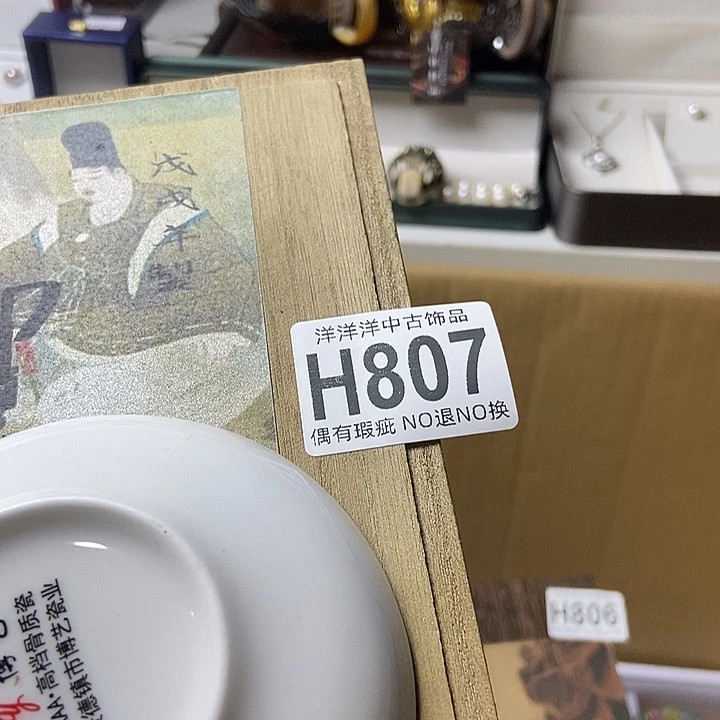 戊戌年製
洋洋洋中古饰品
H807
偶有瑕疵 NO退NO换
H806
AA·高档骨质瓷
德镇市博艺瓷业